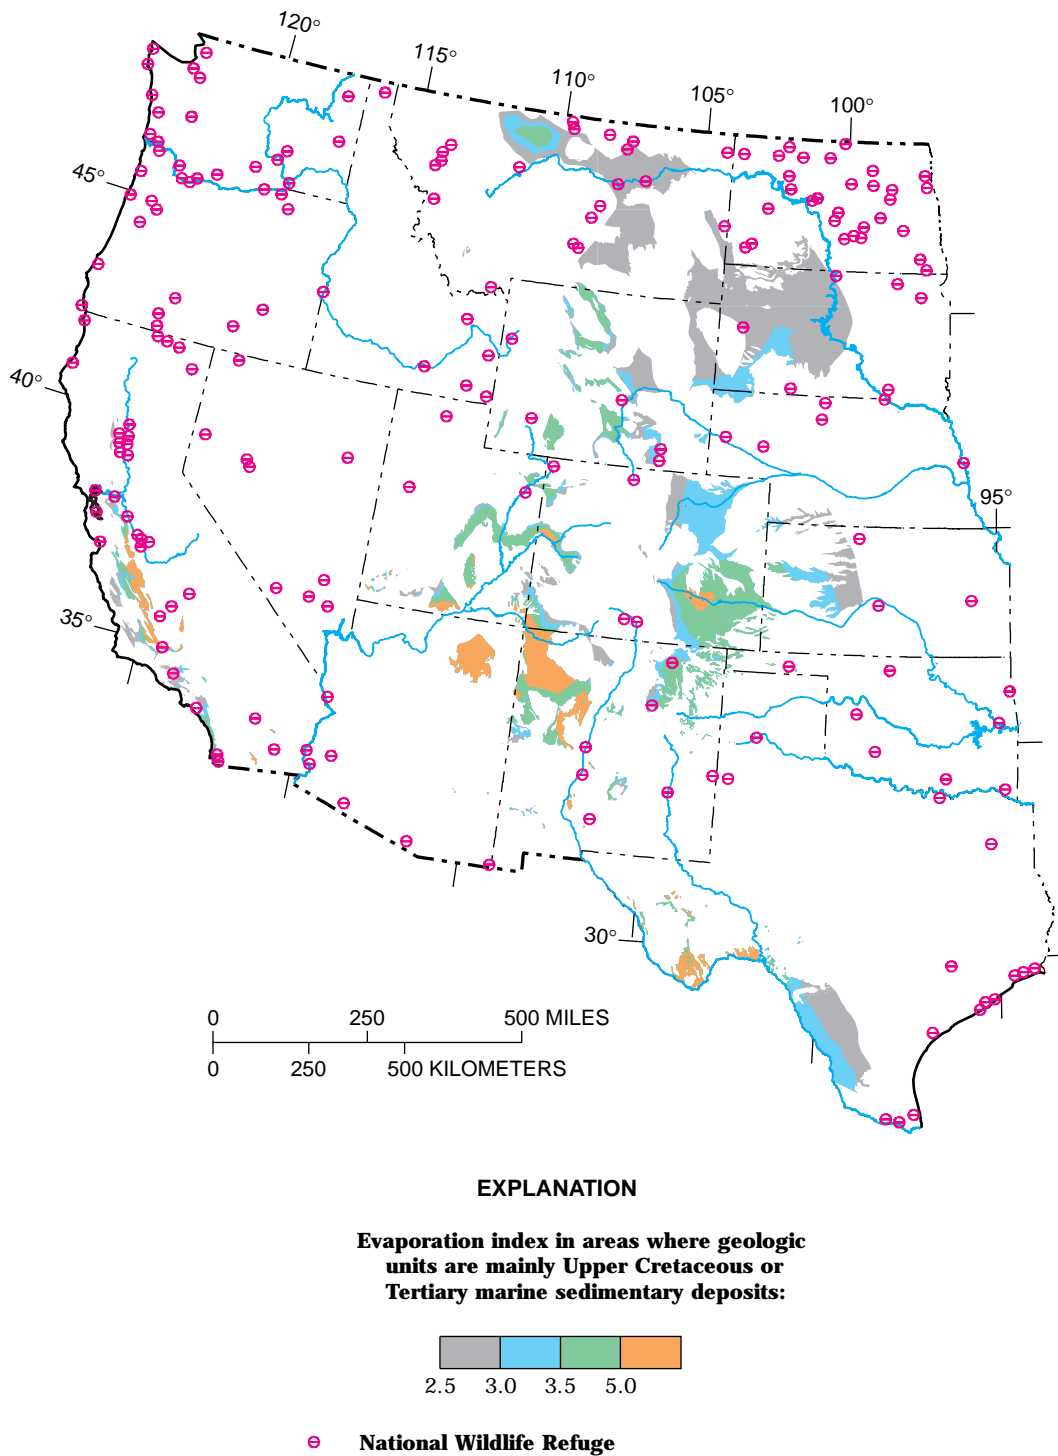 120°
115°
110°
105°
100°
45°
40°
95°
35°
30°
0 250 500 MILES
0 250 500 KILOMETERS
EXPLANATION
Evaporation index in areas where geologic
units are mainly Upper Cretaceous or
Tertiary marine sedimentary deposits:
2.5 3.0 3.5 5.0
National Wildlife Refuge